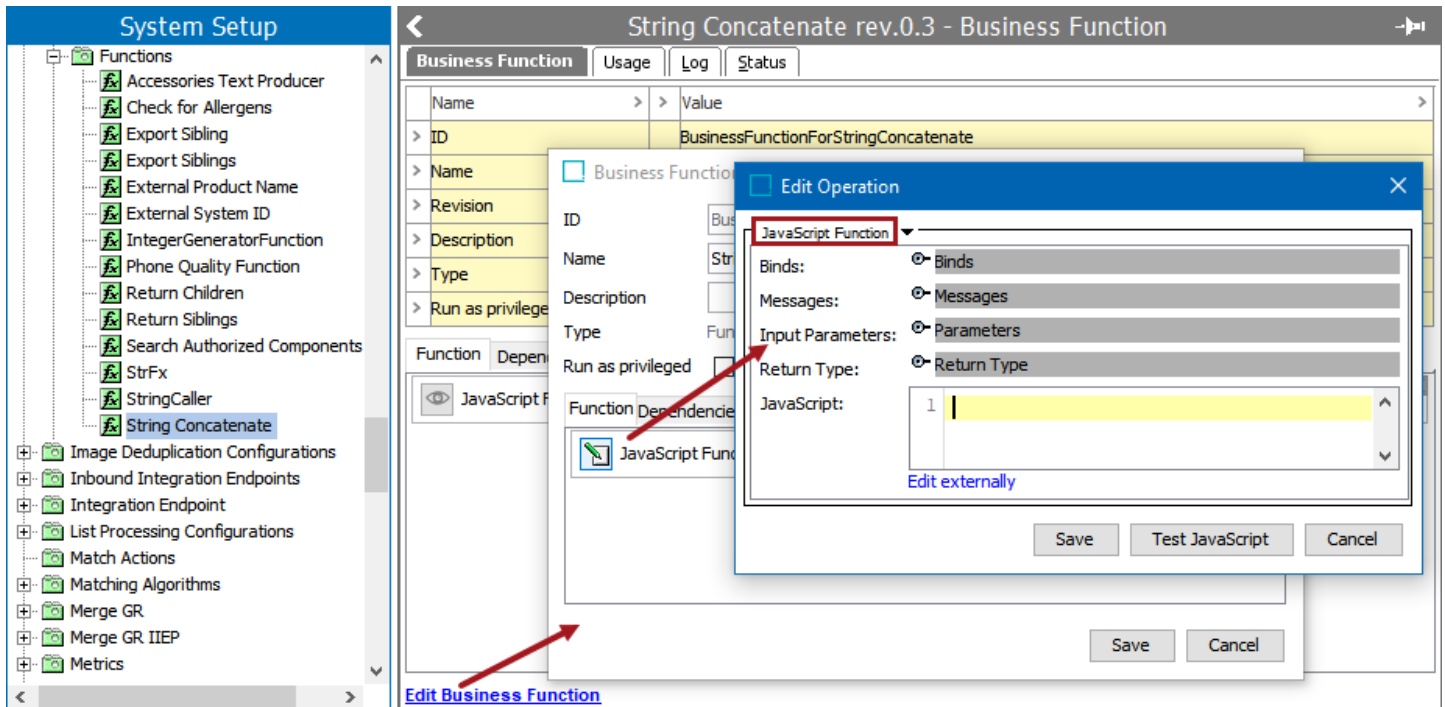 System Setup
Functions
Accessories Text Producer
Check for Allergens
Export Sibling
Export Siblings
External Product Name
External System ID
IntegerGeneratorFunction
Phone Quality Function
Return Children
Return Siblings
Search Authorized Components
StrFx
StringCaller
String Concatenate
Image Deduplication Configurations
Inbound Integration Endpoints
Integration Endpoint
List Processing Configurations
Match Actions
Matching Algorithms
Merge GR
Merge GR IIEP
Metrics
String Concatenate rev.0.3 - Business Function
Business Function Usage Log Status
Name > > Value >
> ID BusinessFunctionForStringConcatenate
> Name
> Revision
> Description
> Type
> Run as privilege
Function Depen
JavaScript F
Edit Business Function
Business Function
ID Bus
Name Str
Description
Type Fun
Run as privileged
Function Dependencie
JavaScript Func
Save Cancel
Edit Operation
JavaScript Function
Binds: Binds
Messages: Messages
Input Parameters: Parameters
Return Type: Return Type
JavaScript: 1
Edit externally
Save Test JavaScript Cancel